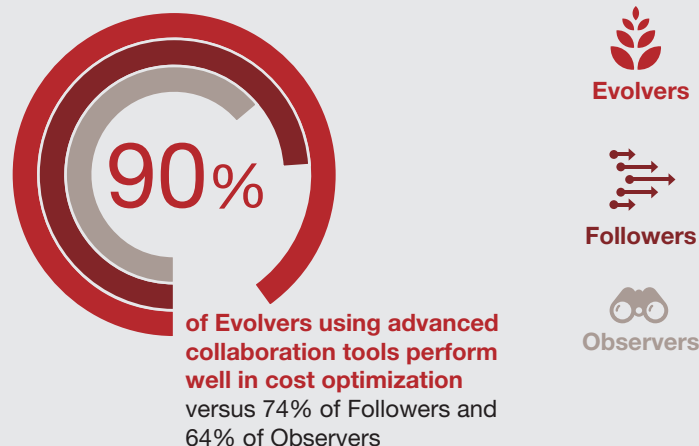 90%
of Evolvers using advanced
collaboration tools perform
well in cost optimization
versus 74% of Followers and
64% of Observers
Evolvers
Followers
Observers